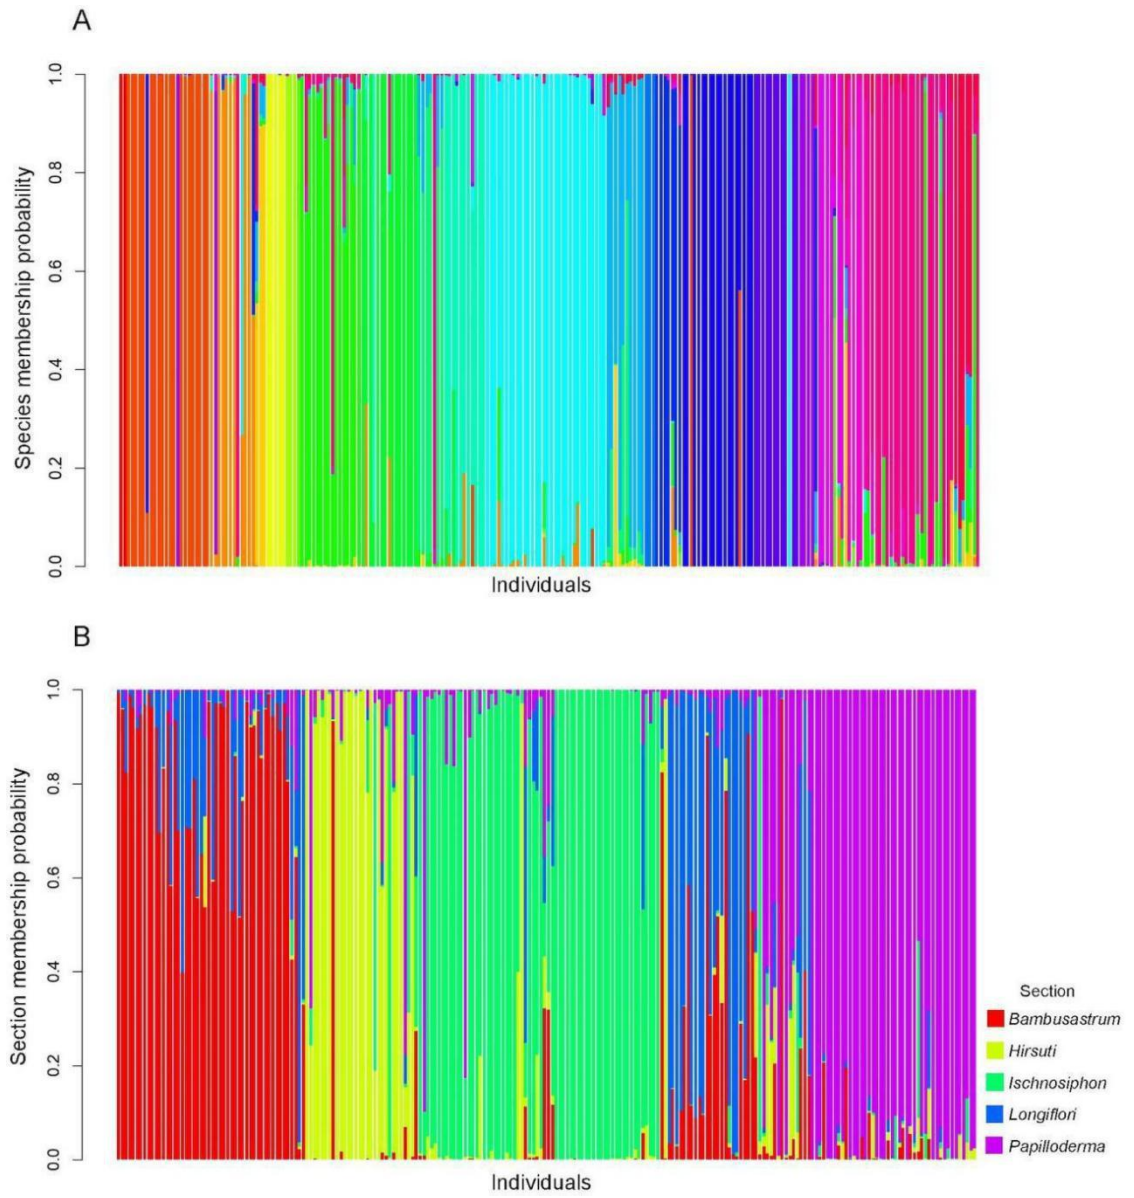 A
Species membership probability
1.0
0.8
0.6
0.4
0.2
0.0
Individuals
B
Section membership probability
1.0
0.8
0.6
0.4
0.2
0.0
Individuals
Section
Bambusastrum
Hirsuti
Ischnosiphon
Longiflori
Papilloderma